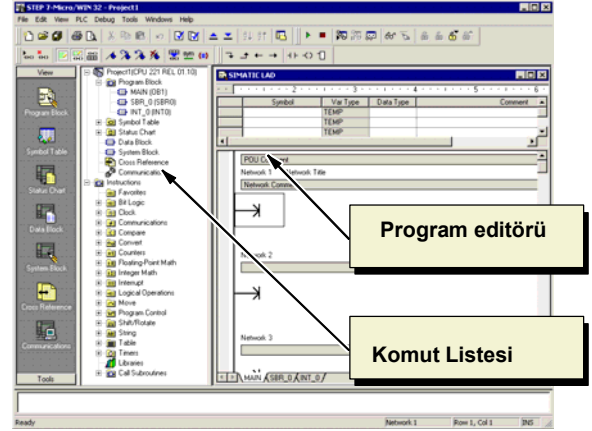 STEP 7-Micro/WIN 32 - Project1
File Edit View PLC Debug Tools Windows Help
View
Program Block
Symbol Table
Status Chart
Data Block
System Block
Cross Reference
Communications
Tools
Project1(CPU 221 REL 01.10)
Program Block
MAIN (OB1)
SBR_0 (SBR0)
INT_0 (INT0)
Symbol Table
Status Chart
Data Block
System Block
Cross Reference
Communications
Instructions
Favorites
Bit Logic
Clock
Communications
Compare
Convert
Counters
Floating-Point Math
Integer Math
Interrupt
Logical Operations
Move
Program Control
Shift/Rotate
String
Table
Timers
Libraries
Call Subroutines
SIMATIC LAD
2 3 4 5 6
Symbol Var Type Data Type Comment
TEMP
TEMP
TEMP
POU Comment
Network 1 Network Title
Network Comment
Network 2
Network 3
MAIN SBR_0 INT_0
Program editörü
Komut Listesi
Ready Network 1 Row 1, Col 1 INS